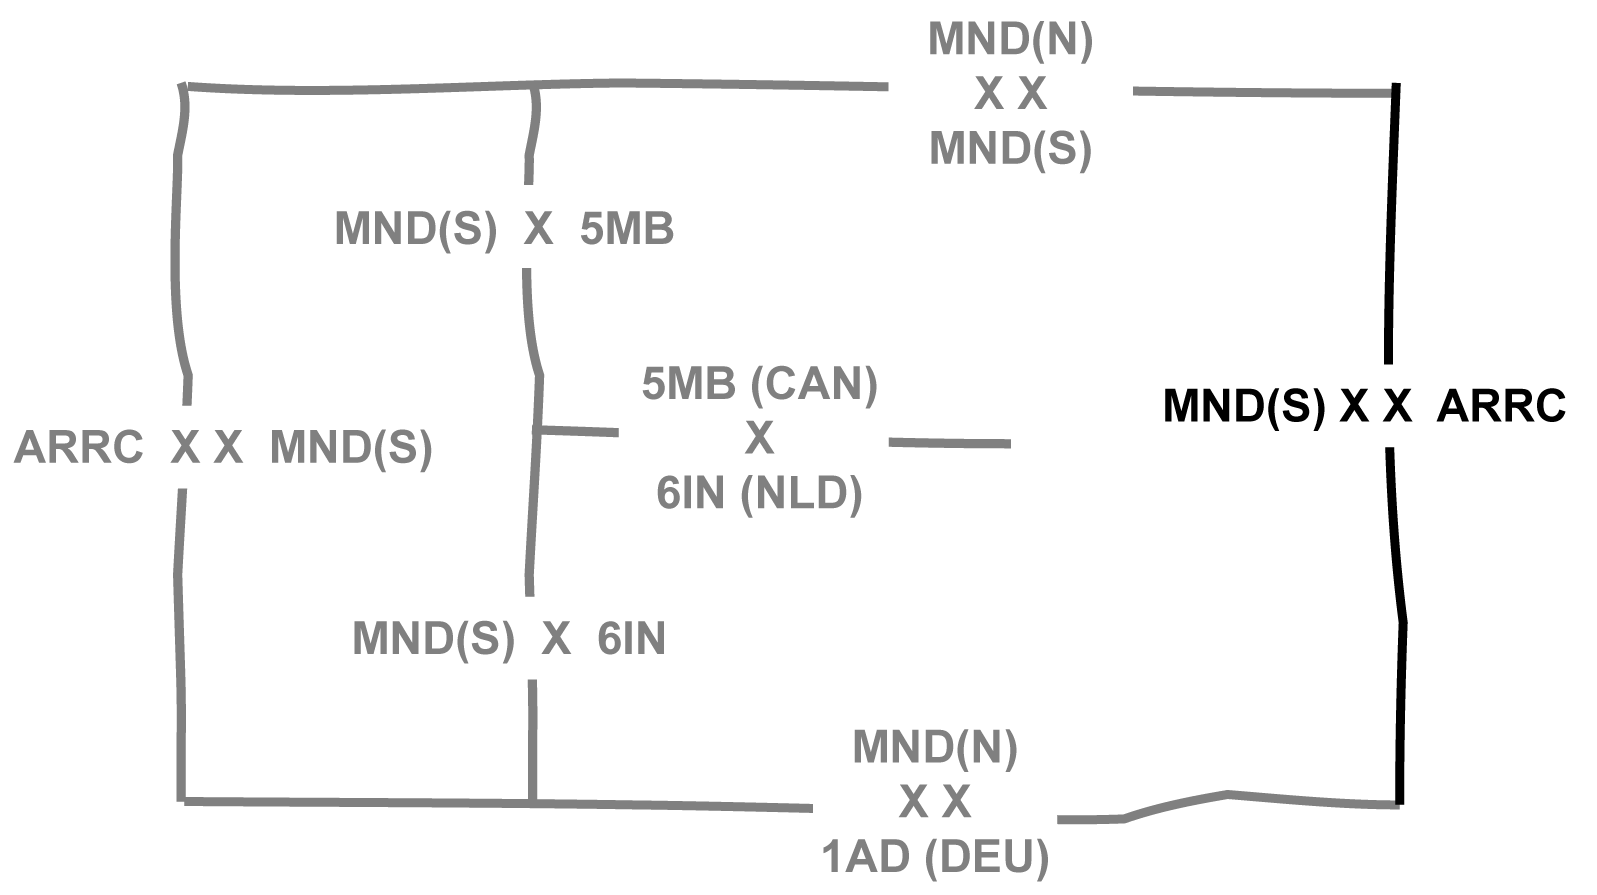 MND(N)
X X
MND(S)
MND(S) X 5MB
5MB (CAN)
X
6IN (NLD)
MND(S) X X ARRC
ARRC X X MND(S)
MND(S) X 6IN
MND(N)
X X
1AD (DEU)